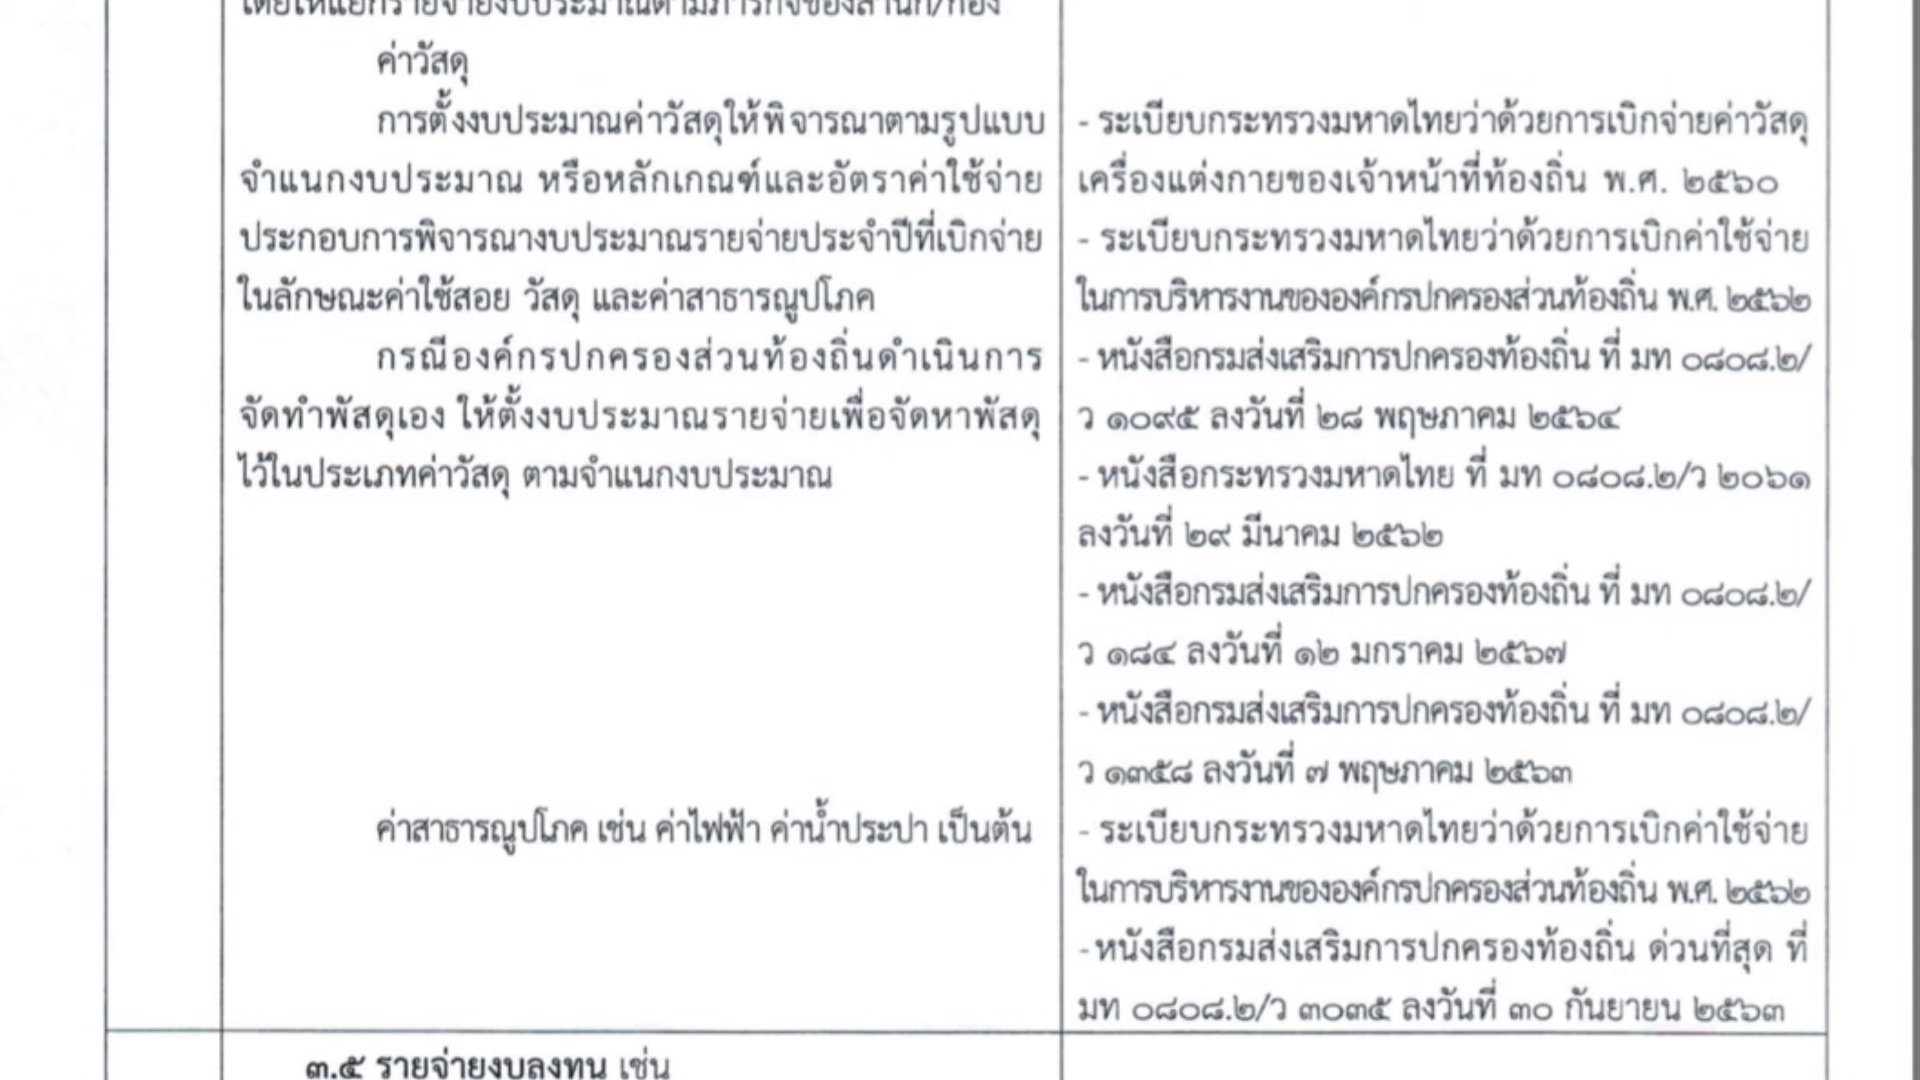 โดยให้แยกรายจ่ายงบประมาณตามภารกิจของสำนัก/กอง
ค่าวัสดุ
การตั้งงบประมาณค่าวัสดุให้พิจารณาตามรูปแบบ
จำแนกงบประมาณ หรือหลักเกณฑ์และอัตราค่าใช้จ่าย
ประกอบการพิจารณางบประมาณรายจ่ายประจำปีที่เบิกจ่าย
ในลักษณะค่าใช้สอย วัสดุ และค่าสาธารณูปโภค
กรณีองค์กรปกครองส่วนท้องถิ่นดำเนินการ
จัดทำพัสดุเอง ให้ตั้งงบประมาณรายจ่ายเพื่อจัดหาพัสดุ
ไว้ในประเภทค่าวัสดุ ตามจำแนกงบประมาณ
ค่าสาธารณูปโภค เช่น ค่าไฟฟ้า ค่าน้ำประปา เป็นต้น
- ระเบียบกระทรวงมหาดไทยว่าด้วยการเบิกจ่ายค่าวัสดุ
เครื่องแต่งกายของเจ้าหน้าที่ท้องถิ่น พ.ศ. ๒๕๖๐
- ระเบียบกระทรวงมหาดไทยว่าด้วยการเบิกค่าใช้จ่าย
ในการบริหารงานขององค์กรปกครองส่วนท้องถิ่น พ.ศ. ๒๕๖๒
- หนังสือกรมส่งเสริมการปกครองท้องถิ่น ที่ มท ๐๘๐๘.๒/
ว ๑๐๙๕ ลงวันที่ ๒๘ พฤษภาคม ๒๕๖๔
- หนังสือกระทรวงมหาดไทย ที่ มท ๐๘๐๘.๒/ว ๒๐๖๑
ลงวันที่ ๒๙ มีนาคม ๒๕๖๒
- หนังสือกรมส่งเสริมการปกครองท้องถิ่น ที่ มท ๐๘๐๘.๒/
ว ๑๘๔ ลงวันที่ ๑๒ มกราคม ๒๕๖๗
- หนังสือกรมส่งเสริมการปกครองท้องถิ่น ที่ มท ๐๘๐๘.๒/
ว ๑๓๕๘ ลงวันที่ ๗ พฤษภาคม ๒๕๖๓
- ระเบียบกระทรวงมหาดไทยว่าด้วยการเบิกค่าใช้จ่าย
ในการบริหารงานขององค์กรปกครองส่วนท้องถิ่น พ.ศ. ๒๕๖๒
- หนังสือกรมส่งเสริมการปกครองท้องถิ่น ด่วนที่สุด ที่
มท ๐๘๐๘.๒/ว ๓๐๓๕ ลงวันที่ ๓๐ กันยายน ๒๕๖๓
๓.๕ รายจ่ายงบลงทุน เช่น